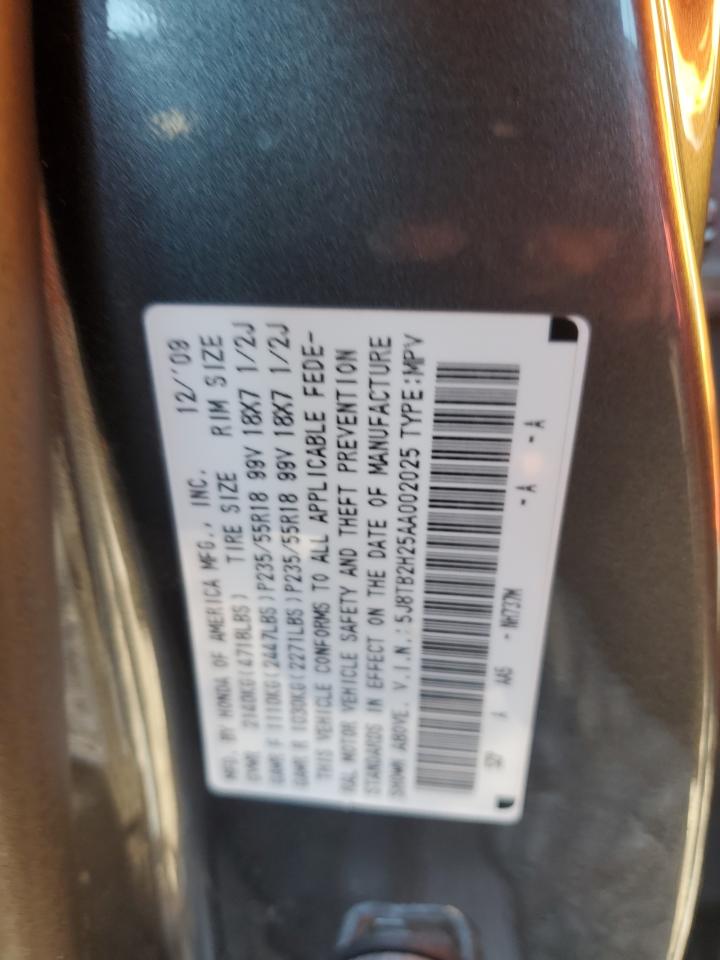 MFG. BY HONDA OF AMERICA MFG., INC. 12/'09
GVWR 2140KG(4718LBS) TIRE SIZE RIM SIZE
GAWR F 1110KG(2447LBS)P235/55R18 99V 18X7 1/2J
GAWR R 1030KG(2271LBS)P235/55R18 99V 18X7 1/2J
THIS VEHICLE CONFORMS TO ALL APPLICABLE FEDE-
RAL MOTOR VEHICLE SAFETY AND THEFT PREVENTION
STANDARDS IN EFFECT ON THE DATE OF MANUFACTURE
SHOWN ABOVE. V.I.N.:5J8TB2H25AA002025 TYPE:MPV
A AAS - NH737M - A - A